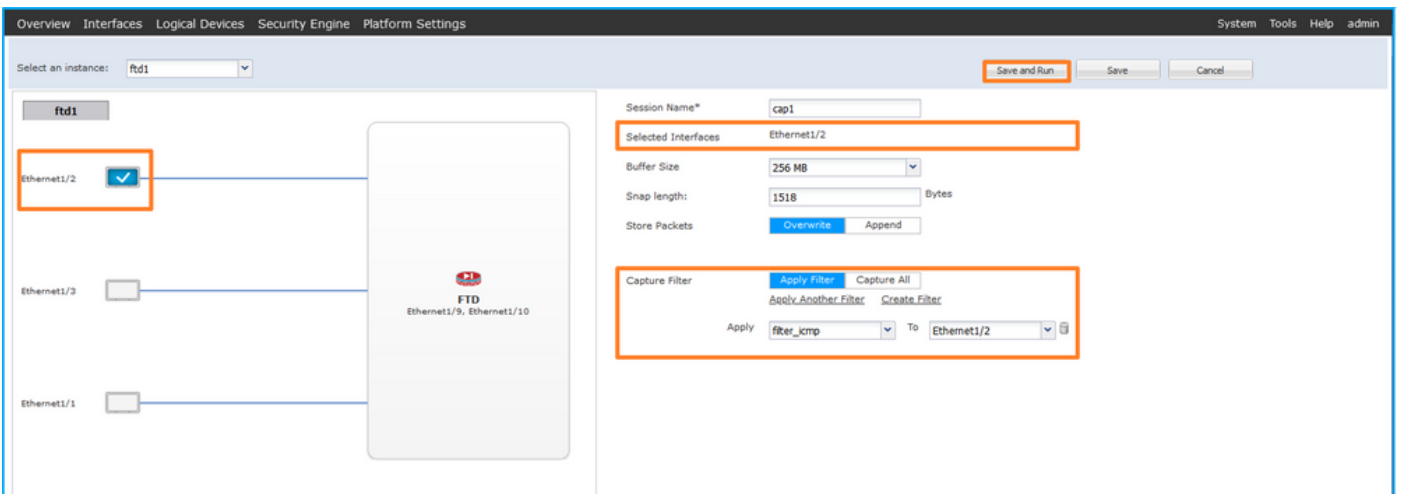 Overview Interfaces Logical Devices Security Engine Platform Settings System Tools Help admin
Select an instance: ftd1 Save and Run Save Cancel
ftd1
Ethernet1/2
Ethernet1/3
Ethernet1/1
FTD
Ethernet1/9, Ethernet1/10
Session Name* cap1
Selected Interfaces Ethernet1/2
Buffer Size 256 MB
Snap length: 1518 Bytes
Store Packets Overwrite Append
Capture Filter Apply Filter Capture All
Apply Another Filter Create Filter
Apply filter_icmp To Ethernet1/2